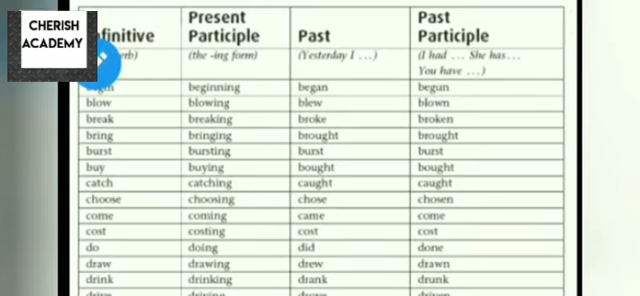 CHERISH
ACADEMY
Present
Past
finitive Participle Past Participle
(the -ing form) (Yesterday I ...) (I had ... She has...
You have ...)
beginning began begun
blow blowing blew blown
break breaking broke broken
bring bringing brought brought
burst bursting burst burst
buy buying bought bought
catch catching caught caught
choose choosing chose chosen
come coming came come
cost costing cost cost
do doing did done
draw drawing drew drawn
drink drinking drank drunk